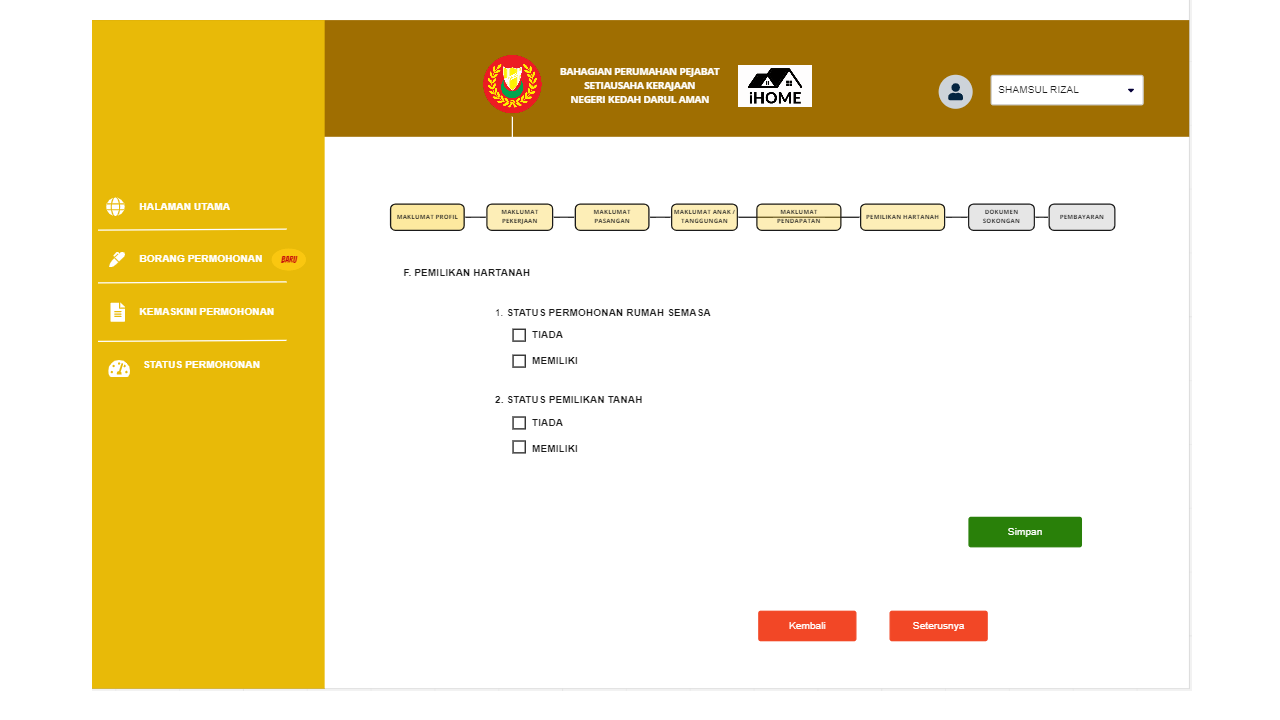 BAHAGIAN PERUMAHAN PEJABAT
SETIAUSAHA KERAJAAN
NEGERI KEDAH DARUL AMAN
iHOME
SHAMSUL RIZAL
HALAMAN UTAMA
BORANG PERMOHONAN
BARU
KEMASKINI PERMOHONAN
STATUS PERMOHONAN
MAKLUMAT PROFIL
MAKLUMAT
PEKERJAAN
MAKLUMAT
PASANGAN
MAKLUMAT ANAK /
TANGGUNGAN
MAKLUMAT
PENDAPATAN
PEMILIKAN HARTANAH
DOKUMEN
SOKONGAN
PEMBAYARAN
F. PEMILIKAN HARTANAH
1. STATUS PERMOHONAN RUMAH SEMASA
TIADA
MEMILIKI
2. STATUS PEMILIKAN TANAH
TIADA
MEMILIKI
Simpan
Kembali
Seterusnya